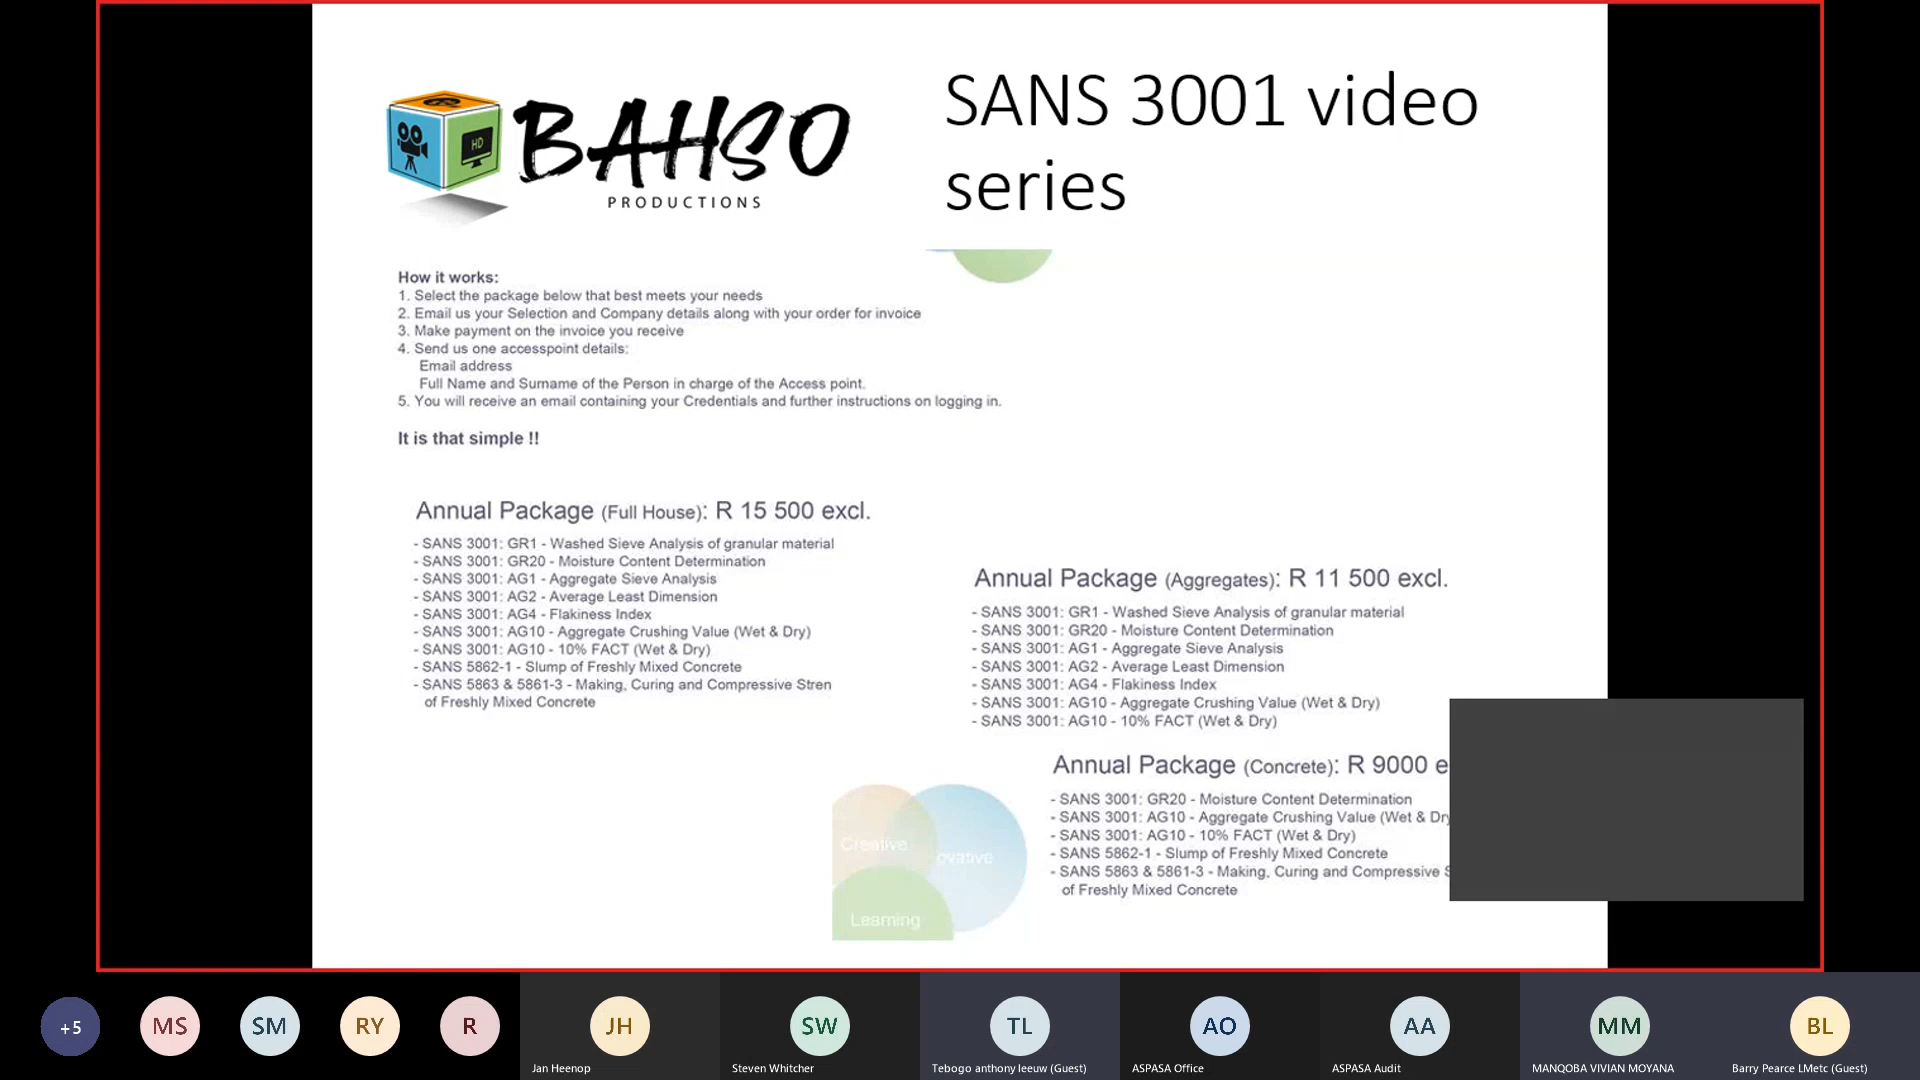 BAHSO
PRODUCTIONS
HD
SANS 3001 video
series
How it works:
1. Select the package below that best meets your needs
2. Email us your Selection and Company details along with your order for invoice
3. Make payment on the invoice you receive
4. Send us one accesspoint details:
Email address
Full Name and Surname of the Person in charge of the Access point.
5. You will receive an email containing your Credentials and further instructions on logging in.
It is that simple !!
Annual Package (Full House): R 15 500 excl.
- SANS 3001: GR1 - Washed Sieve Analysis of granular material
- SANS 3001: GR20 - Moisture Content Determination
- SANS 3001: AG1 - Aggregate Sieve Analysis
- SANS 3001: AG2 - Average Least Dimension
- SANS 3001: AG4 - Flakiness Index
- SANS 3001: AG10 - Aggregate Crushing Value (Wet & Dry)
- SANS 3001: AG10 - 10% FACT (Wet & Dry)
- SANS 5862-1 - Slump of Freshly Mixed Concrete
- SANS 5863 & 5861-3 - Making, Curing and Compressive Stren
of Freshly Mixed Concrete
Annual Package (Aggregates): R 11 500 excl.
- SANS 3001: GR1 - Washed Sieve Analysis of granular material
- SANS 3001: GR20 - Moisture Content Determination
- SANS 3001: AG1 - Aggregate Sieve Analysis
- SANS 3001: AG2 - Average Least Dimension
- SANS 3001: AG4 - Flakiness Index
- SANS 3001: AG10 - Aggregate Crushing Value (Wet & Dry)
- SANS 3001: AG10 - 10% FACT (Wet & Dry)
Annual Package (Concrete): R 9000 e
- SANS 3001: GR20 - Moisture Content Determination
- SANS 3001: AG10 - Aggregate Crushing Value (Wet & Dry
- SANS 3001: AG10 - 10% FACT (Wet & Dry)
- SANS 5862-1 - Slump of Freshly Mixed Concrete
- SANS 5863 & 5861-3 - Making, Curing and Compressive S
of Freshly Mixed Concrete
Creative
ovative
Learning
+5
MS
SM
RY
R
JH
SW
TL
AO
AA
MM
BL
Jan Heenop
Steven Whitcher
Tebogo anthony leeuw (Guest)
ASPASA Office
ASPASA Audit
MANQOBA VIVIAN MOYANA
Barry Pearce LMetc (Guest)